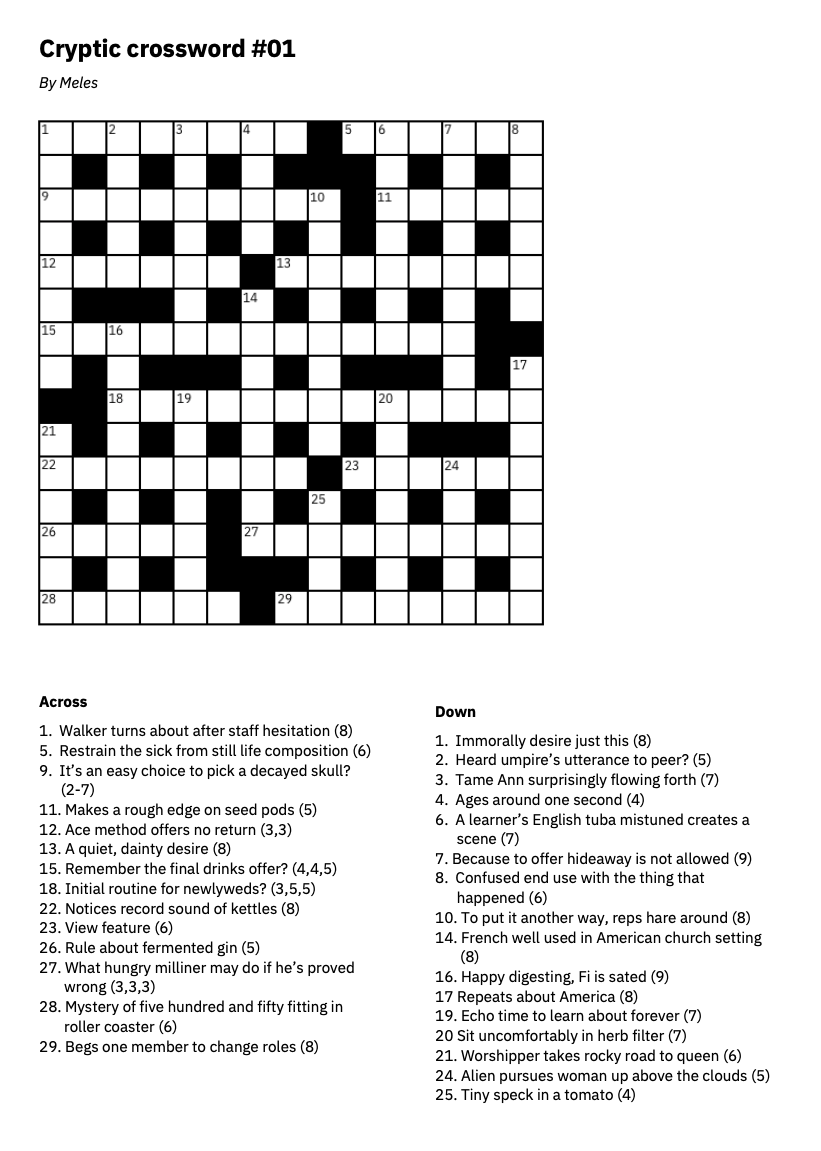 Cryptic crossword #01
By Meles
1 2 3 4 5 6 7 8
9 10 11
12 13
14
15 16
17
18 19 20
21
22 23 24
25
26 27
28 29
Across
1. Walker turns about after staff hesitation (8)
5. Restrain the sick from still life composition (6)
9. It’s an easy choice to pick a decayed skull?
(2-7)
11. Makes a rough edge on seed pods (5)
12. Ace method offers no return (3,3)
13. A quiet, dainty desire (8)
15. Remember the final drinks offer? (4,4,5)
18. Initial routine for newlyweds? (3,5,5)
22. Notices record sound of kettles (8)
23. View feature (6)
26. Rule about fermented gin (5)
27. What hungry milliner may do if he’s proved
wrong (3,3,3)
28. Mystery of five hundred and fifty fitting in
roller coaster (6)
29. Begs one member to change roles (8)
Down
1. Immorally desire just this (8)
2. Heard umpire’s utterance to peer? (5)
3. Tame Ann surprisingly flowing forth (7)
4. Ages around one second (4)
6. A learner’s English tuba mistuned creates a
scene (7)
7. Because to offer hideaway is not allowed (9)
8. Confused end use with the thing that
happened (6)
10. To put it another way, reps hare around (8)
14. French well used in American church setting
(8)
16. Happy digesting, Fi is sated (9)
17 Repeats about America (8)
19. Echo time to learn about forever (7)
20 Sit uncomfortably in herb filter (7)
21. Worshipper takes rocky road to queen (6)
24. Alien pursues woman up above the clouds (5)
25. Tiny speck in a tomato (4)